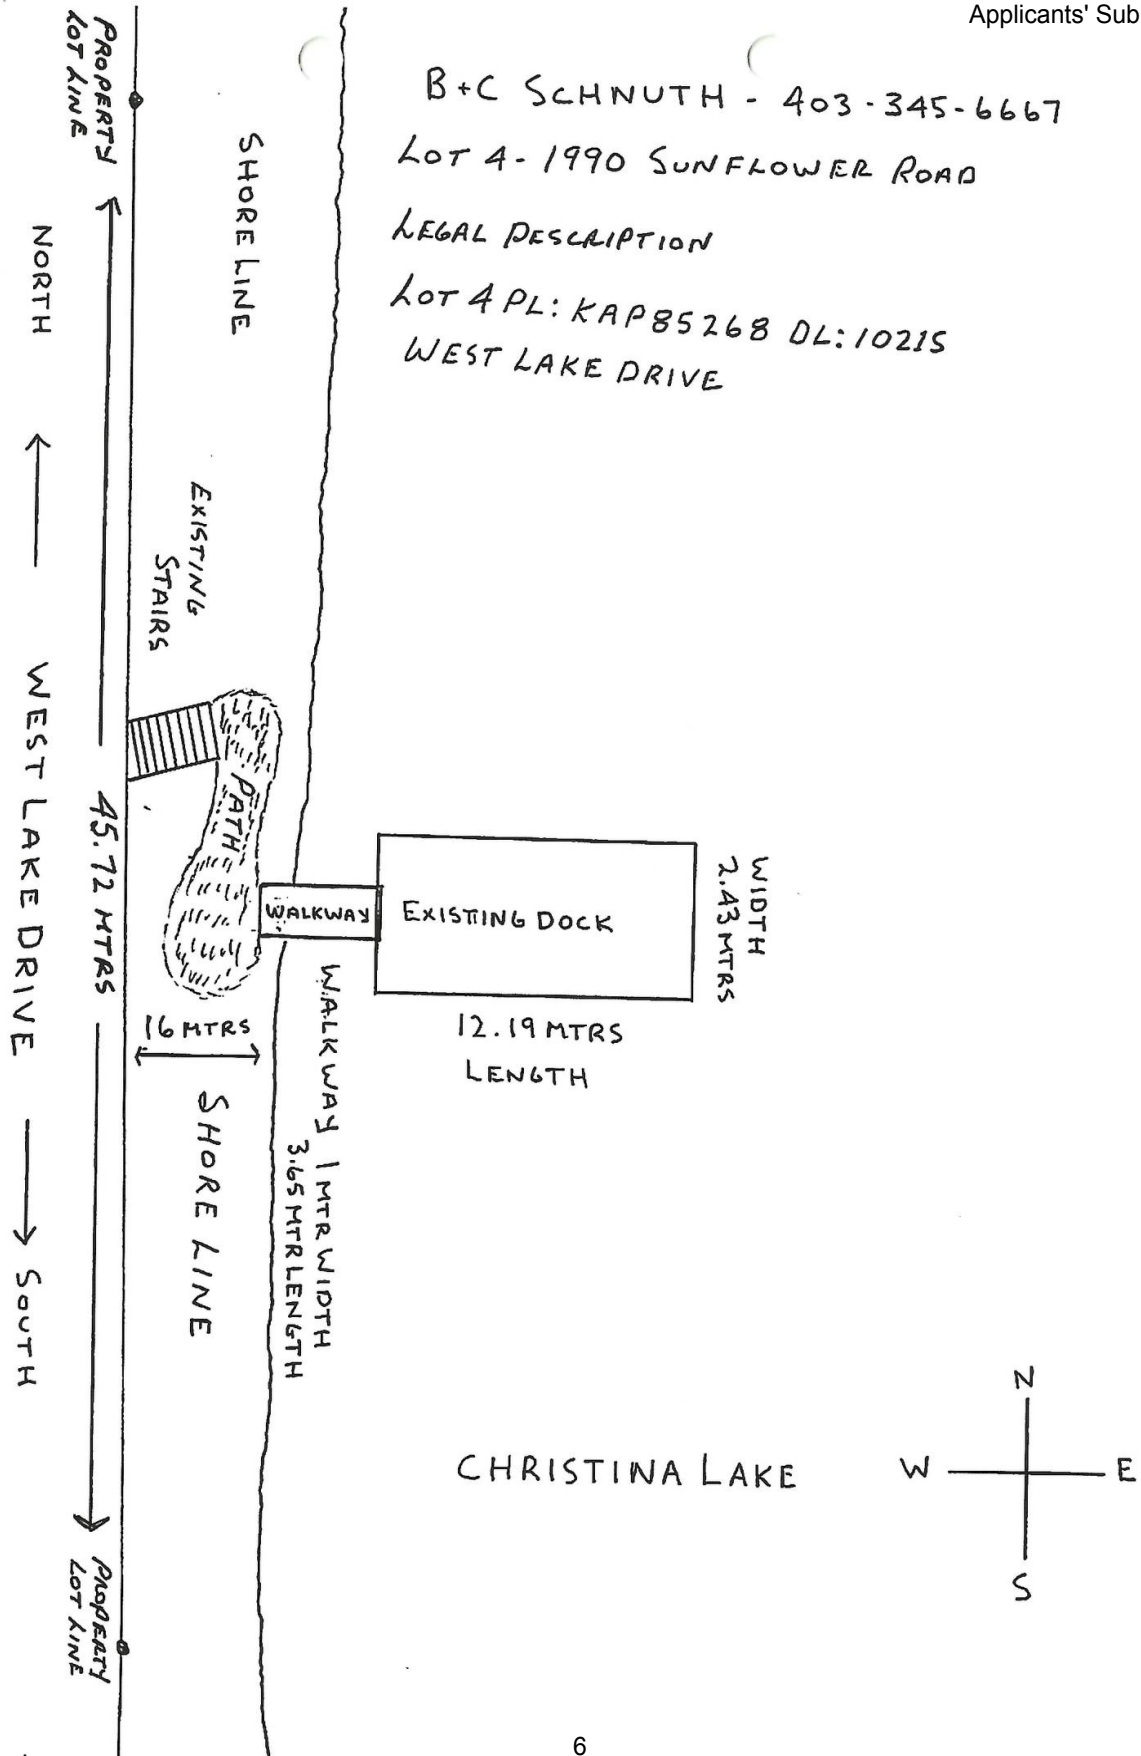 Applicants' Sub
B+C SCHNUTH - 403-345-6667
LOT 4 - 1990 SUNFLOWER ROAD
LEGAL DESCRIPTION
LOT 4 PL: KAP85268 DL: 1021S
WEST LAKE DRIVE
PROPERTY
LOT LINE
NORTH
SHORE LINE
EXISTING
STAIRS
WEST LAKE DRIVE
45.72 MTRS
PATH
WALKWAY
EXISTING DOCK
WIDTH
2.43 MTRS
12.19 MTRS
LENGTH
16 MTRS
WALKWAY 1 MTR WIDTH
3.65 MTR LENGTH
SHORE LINE
SOUTH
CHRISTINA LAKE
N
W
E
S
PROPERTY
LOT LINE
6